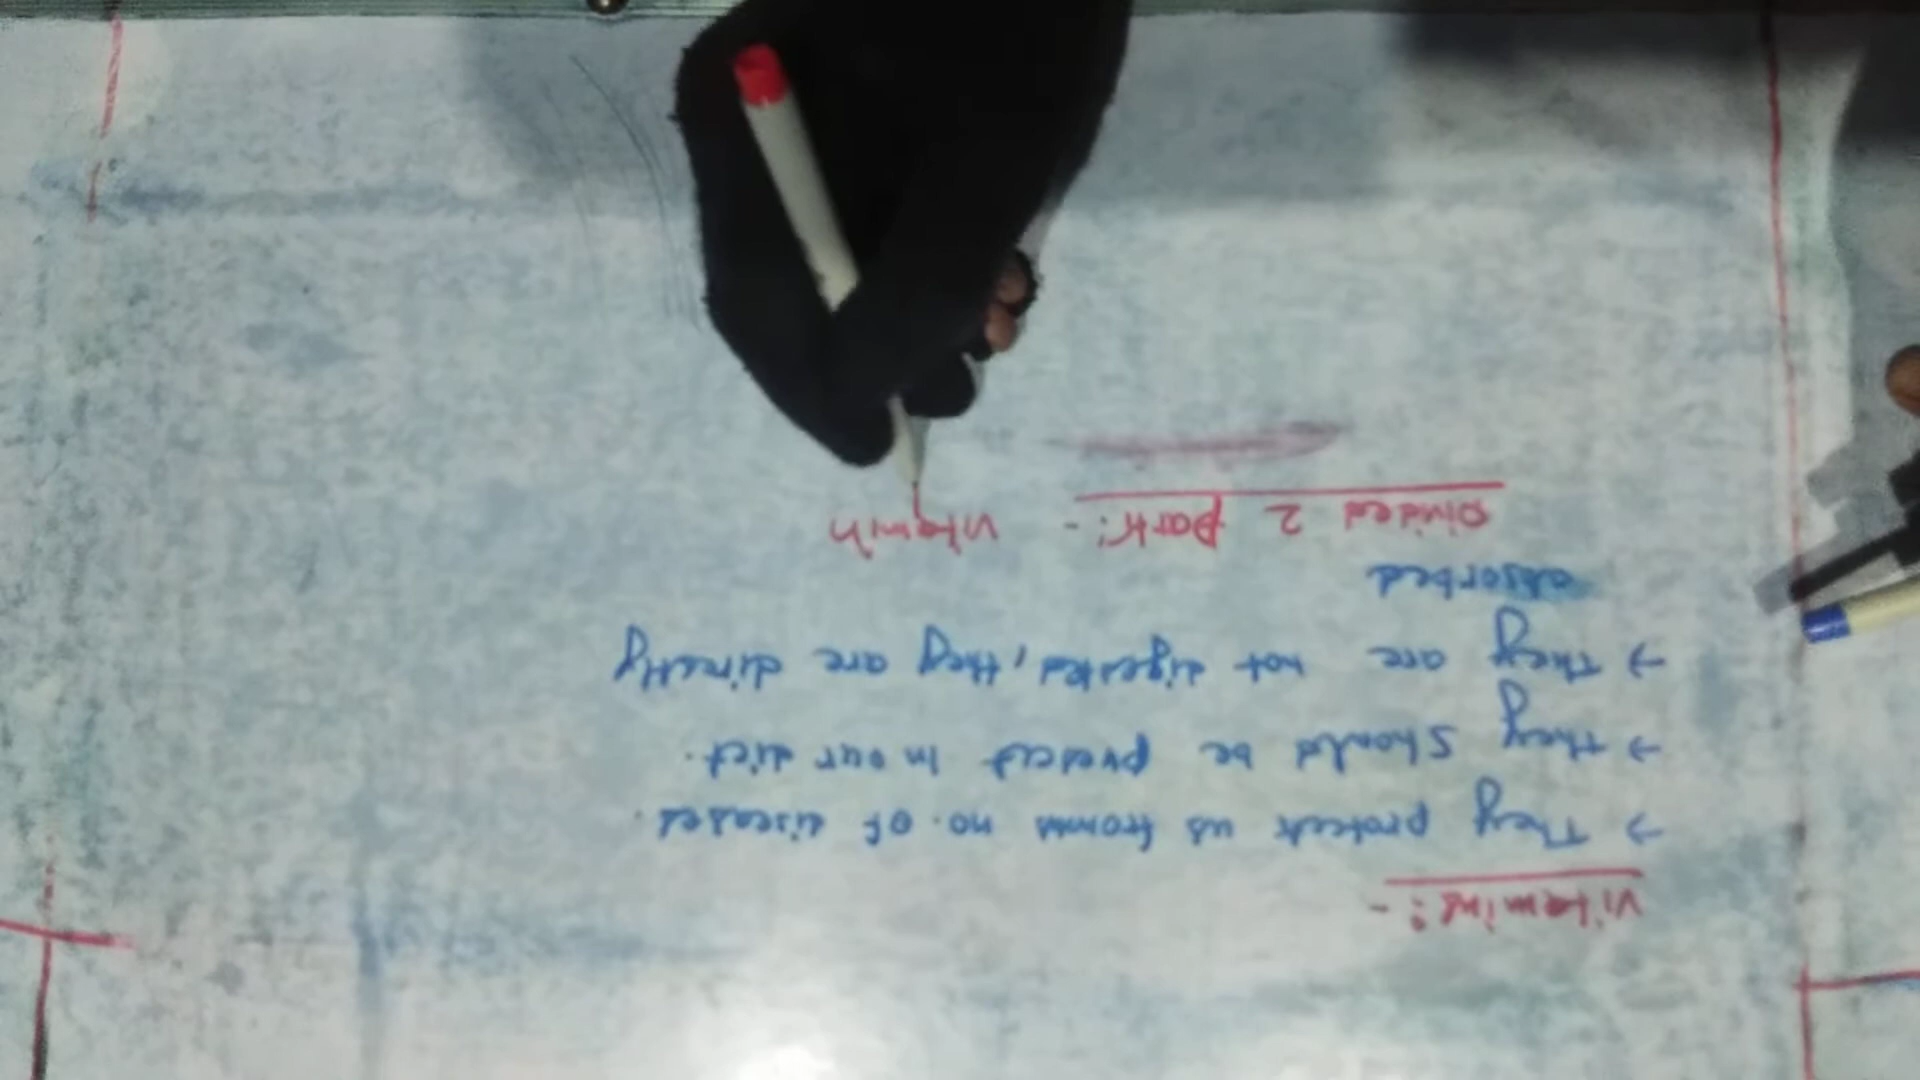 Vitamins:-
→ They protect us from no. of diseases.
→ They should be present in our diet.
→ They are not digested, they are directly
absorbed
Divided 2 part:- Vitamin